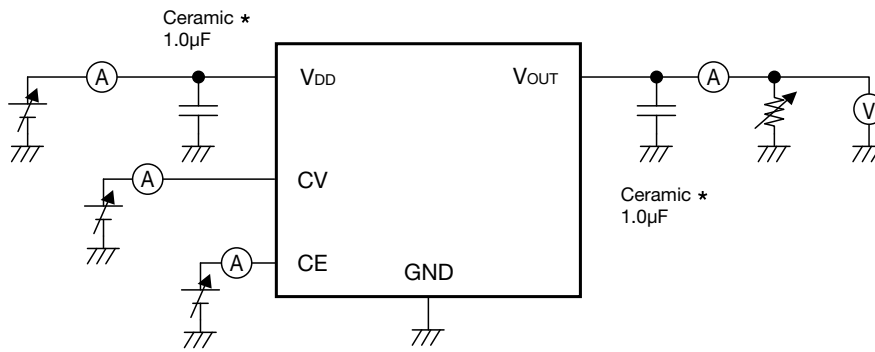 Ceramic *
1.0µF
A
VDD
VOUT
A
V
A
CV
Ceramic *
1.0µF
A
CE
GND